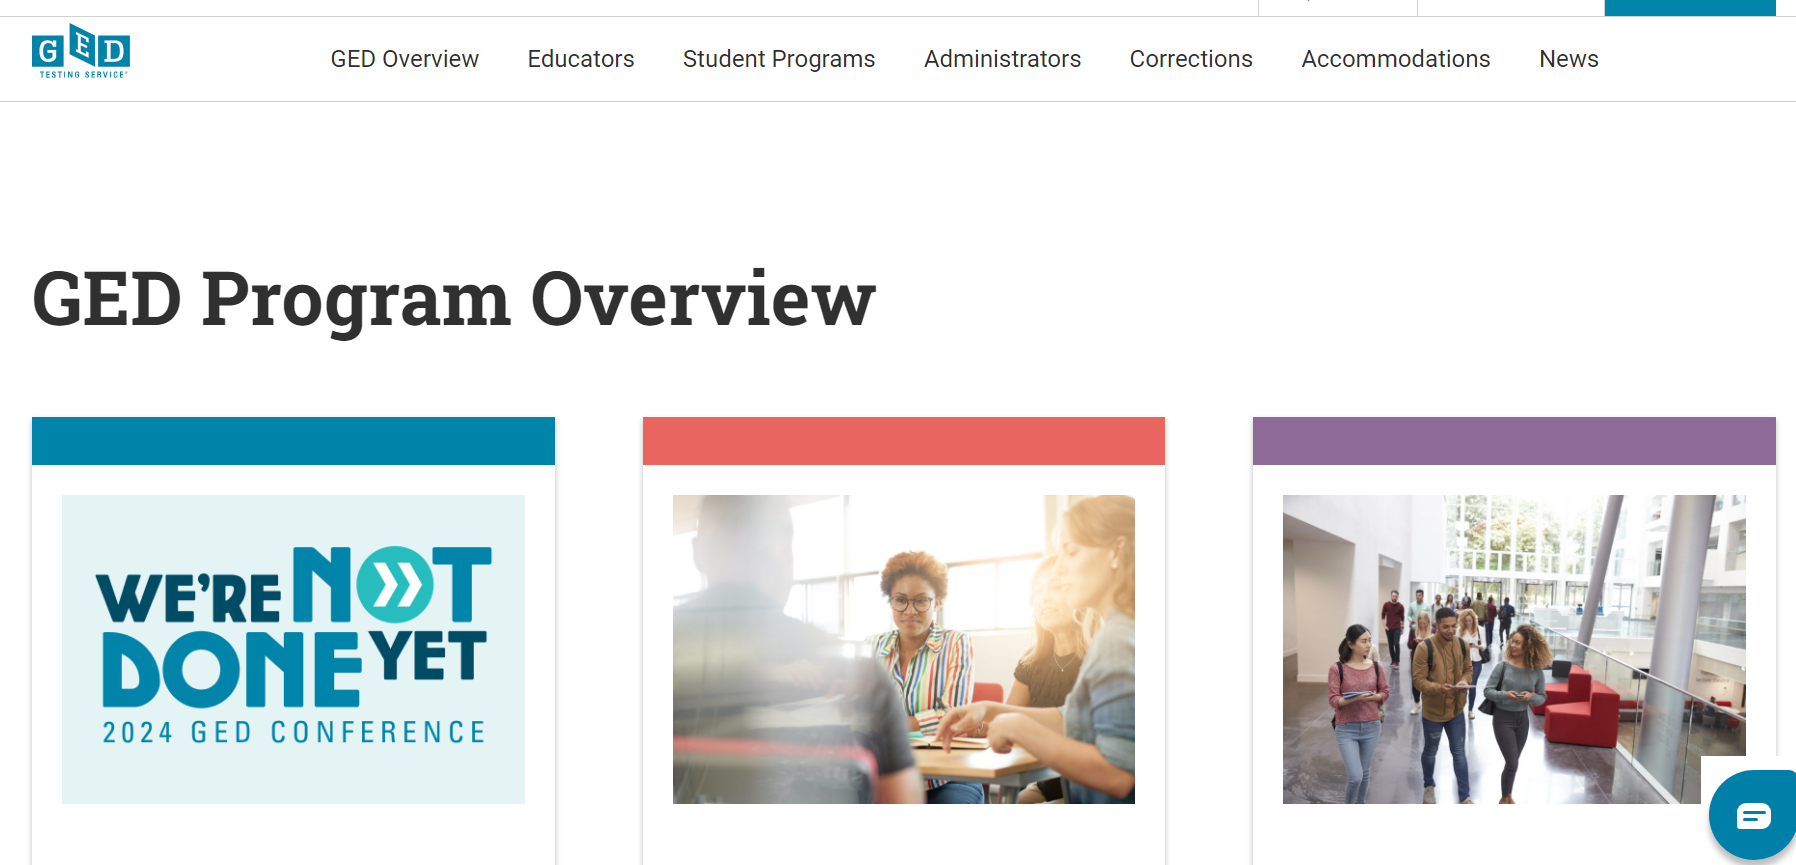 GED
TESTING SERVICE
GED Overview
Educators
Student Programs
Administrators
Corrections
Accommodations
News
GED Program Overview
WE'RE NOT
DONE YET
2024 GED CONFERENCE